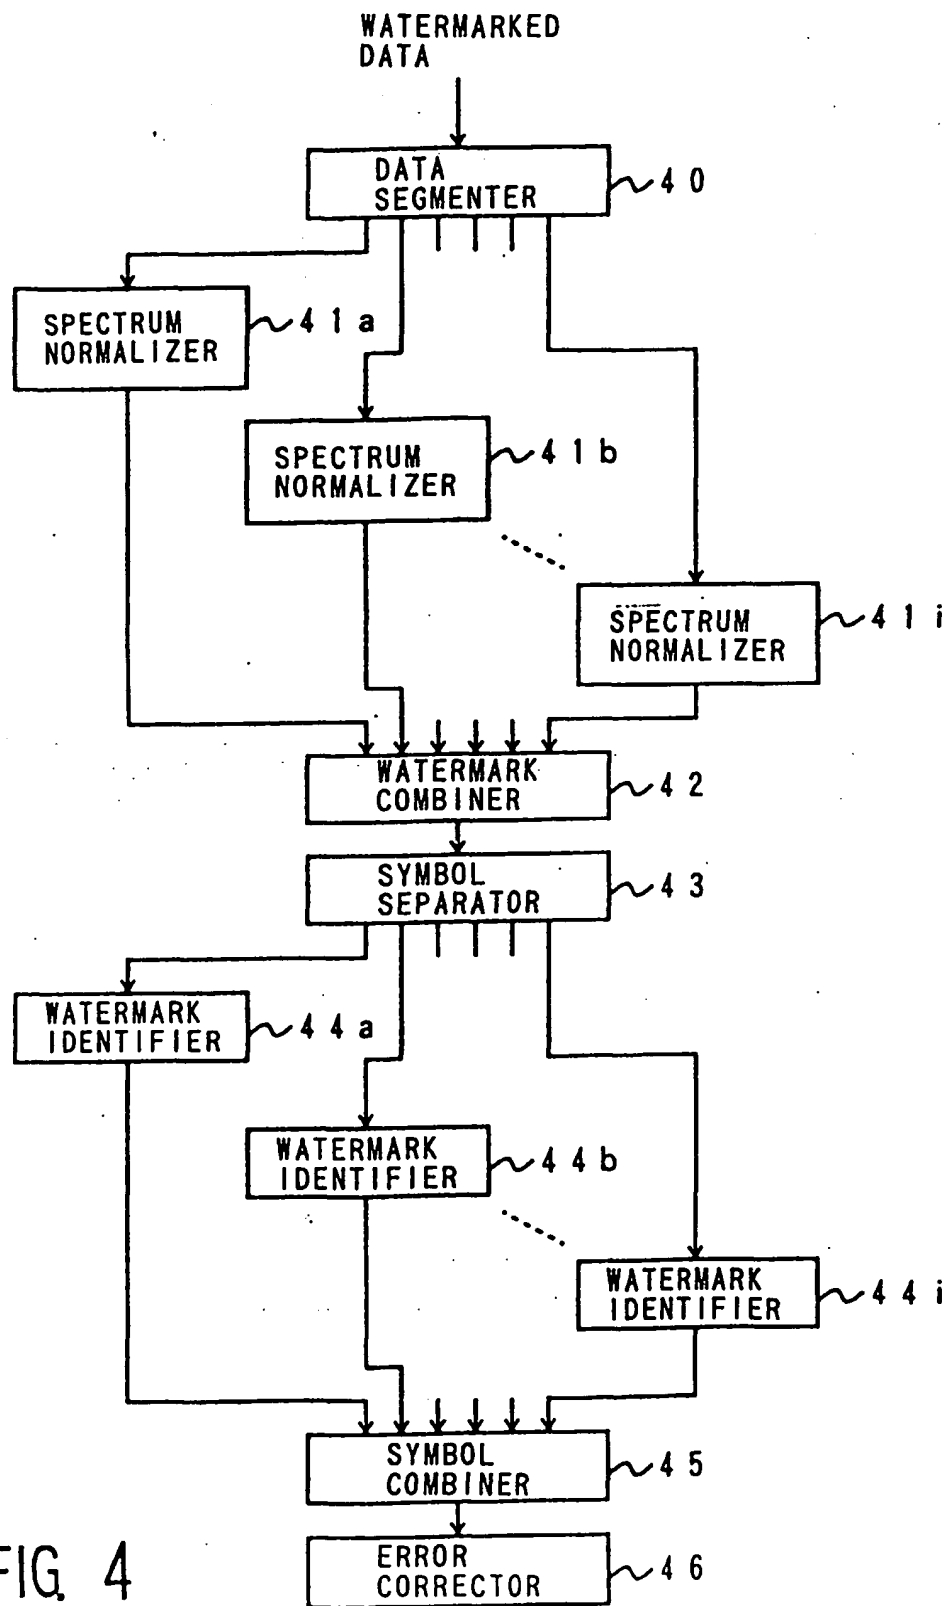 WATERMARKED
DATA
DATA
SEGMENTER
40
SPECTRUM
NORMALIZER
41a
SPECTRUM
NORMALIZER
41b
SPECTRUM
NORMALIZER
41i
WATERMARK
COMBINER
42
SYMBOL
SEPARATOR
43
WATERMARK
IDENTIFIER
44a
WATERMARK
IDENTIFIER
44b
WATERMARK
IDENTIFIER
44i
SYMBOL
COMBINER
45
ERROR
CORRECTOR
46
FIG. 4